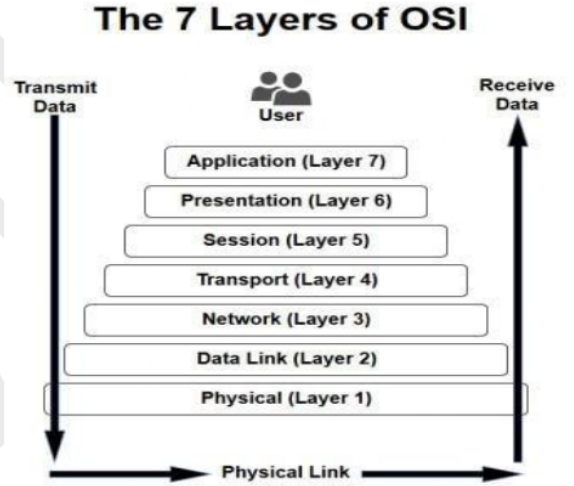 The 7 Layers of OSI
Transmit
Data
User
Receive
Data
Application (Layer 7)
Presentation (Layer 6)
Session (Layer 5)
Transport (Layer 4)
Network (Layer 3)
Data Link (Layer 2)
Physical (Layer 1)
Physical Link